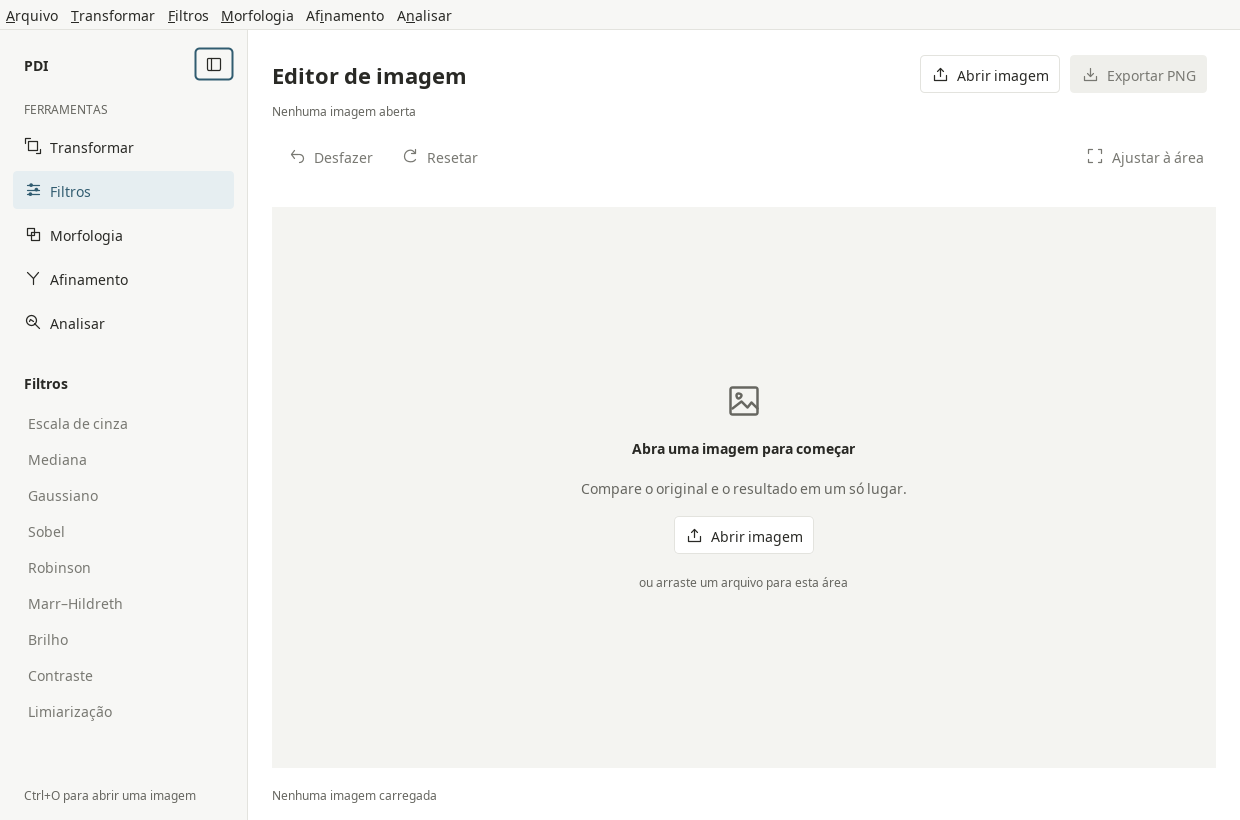 Arquivo Transformar Filtros Morfologia Afinamento Analisar
PDI
FERRAMENTAS
Transformar
Filtros
Morfologia
Afinamento
Analisar
Filtros
Escala de cinza
Mediana
Gaussiano
Sobel
Robinson
Marr–Hildreth
Brilho
Contraste
Limiarização
Ctrl+O para abrir uma imagem
Editor de imagem
Abrir imagem
Exportar PNG
Nenhuma imagem aberta
Desfazer
Resetar
Ajustar à área
Abra uma imagem para começar
Compare o original e o resultado em um só lugar.
Abrir imagem
ou arraste um arquivo para esta área
Nenhuma imagem carregada